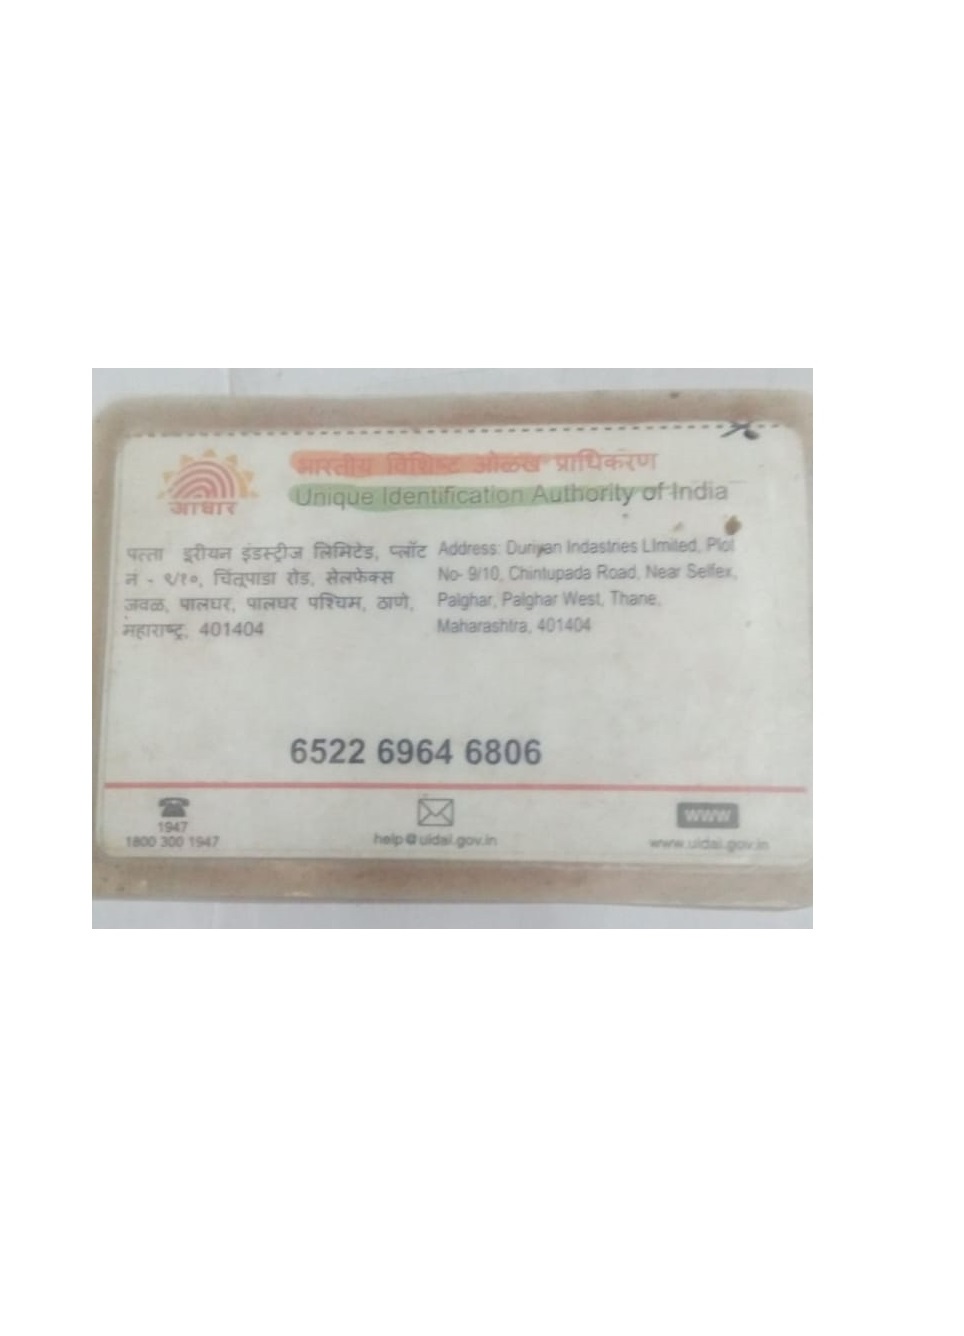 आधार
भारतीय विशिष्ट ओळख प्राधिकरण
Unique Identification Authority of India
पत्ता डूरीयन इंडस्ट्रीज लिमिटेड, प्लॉट
नं - ९/१०, चिंतूपाडा रोड, सेलफेक्स
जवळ, पालघर, पालघर पश्चिम, ठाणे,
महाराष्ट्र, 401404
Address: Duriyan Indastries Limited, Plot
No- 9/10, Chintupada Road, Near Selfex,
Palghar, Palghar West, Thane,
Maharashtra, 401404
6522 6964 6806
1947
1800 300 1947
help@uidai.gov.in
www
www.uidai.gov.in